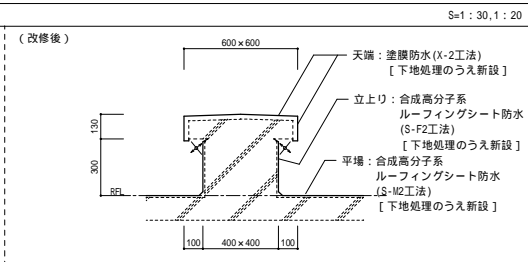 S=1：30,1：20
（改修後）
600×600
天端：塗膜防水(X-2工法)
［下地処理のうえ新設］
立上り：合成高分子系
ルーフィングシート防水
(S-F2工法)
［下地処理のうえ新設］
平場：合成高分子系
ルーフィングシート防水
(S-M2工法)
［下地処理のうえ新設］
130
300
RFL
100
400×400
100